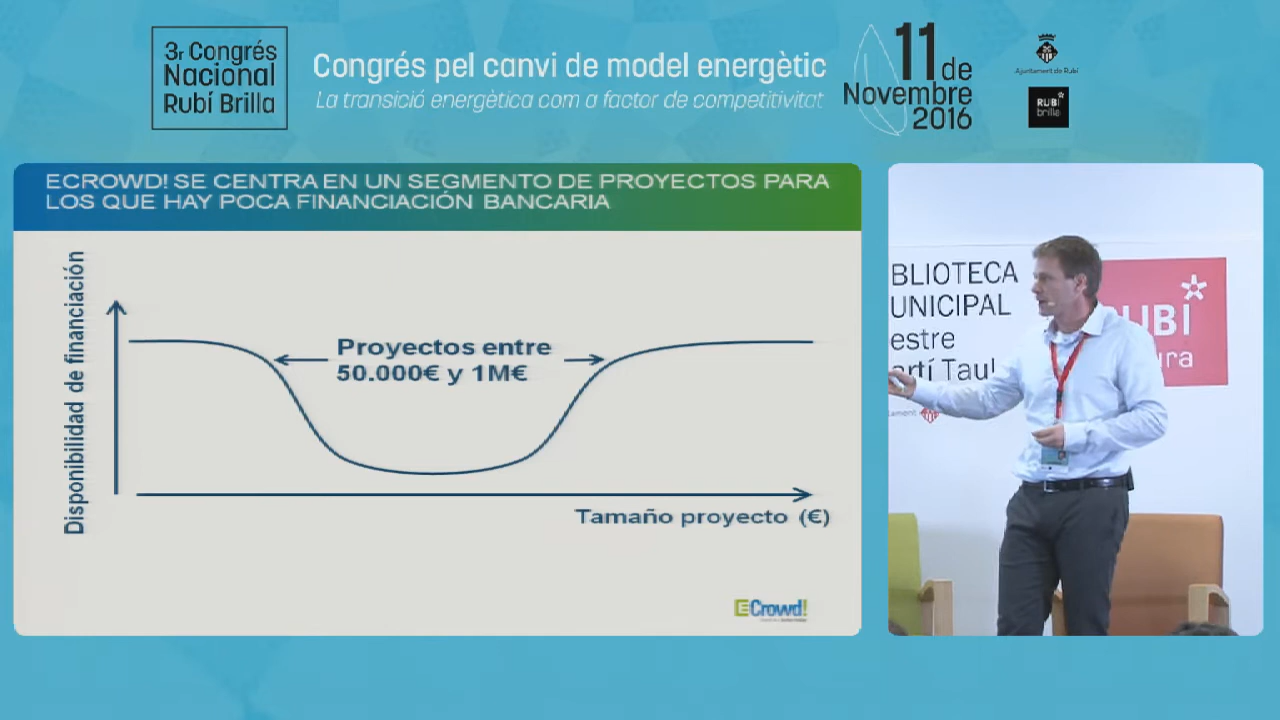 3r Congrés
Nacional
Rubí Brilla
Congrés pel canvi de model energètic
La transició energètica com a factor de competitivitat
11 de
Novembre
2016
Ajuntament de Rubí
RUBÍ
brilla
ECROWD! SE CENTRA EN UN SEGMENTO DE PROYECTOS PARA
LOS QUE HAY POCA FINANCIACIÓN BANCARIA
Disponibilidad de financiación
Proyectos entre
50.000€ y 1M€
Tamaño proyecto (€)
ECrowd!
BLIOTECA
UNICIPAL
estre
artí Taul
ament
RUBÍ
ura